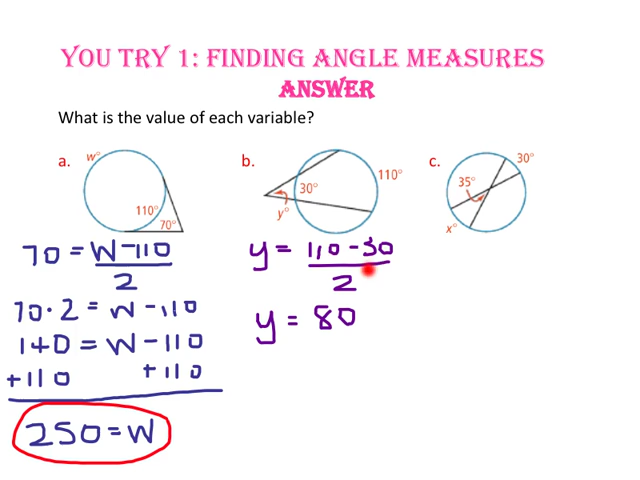 YOU TRY 1: FINDING ANGLE MEASURES
ANSWER
What is the value of each variable?
a.
w°
110°
70°
b.
30°
110°
y°
c.
30°
35°
x°
70 = W - 110
2
70 · 2 = W - 110
140 = W - 110
+110 +110
250 = W
y = 110 - 30
2
y = 80